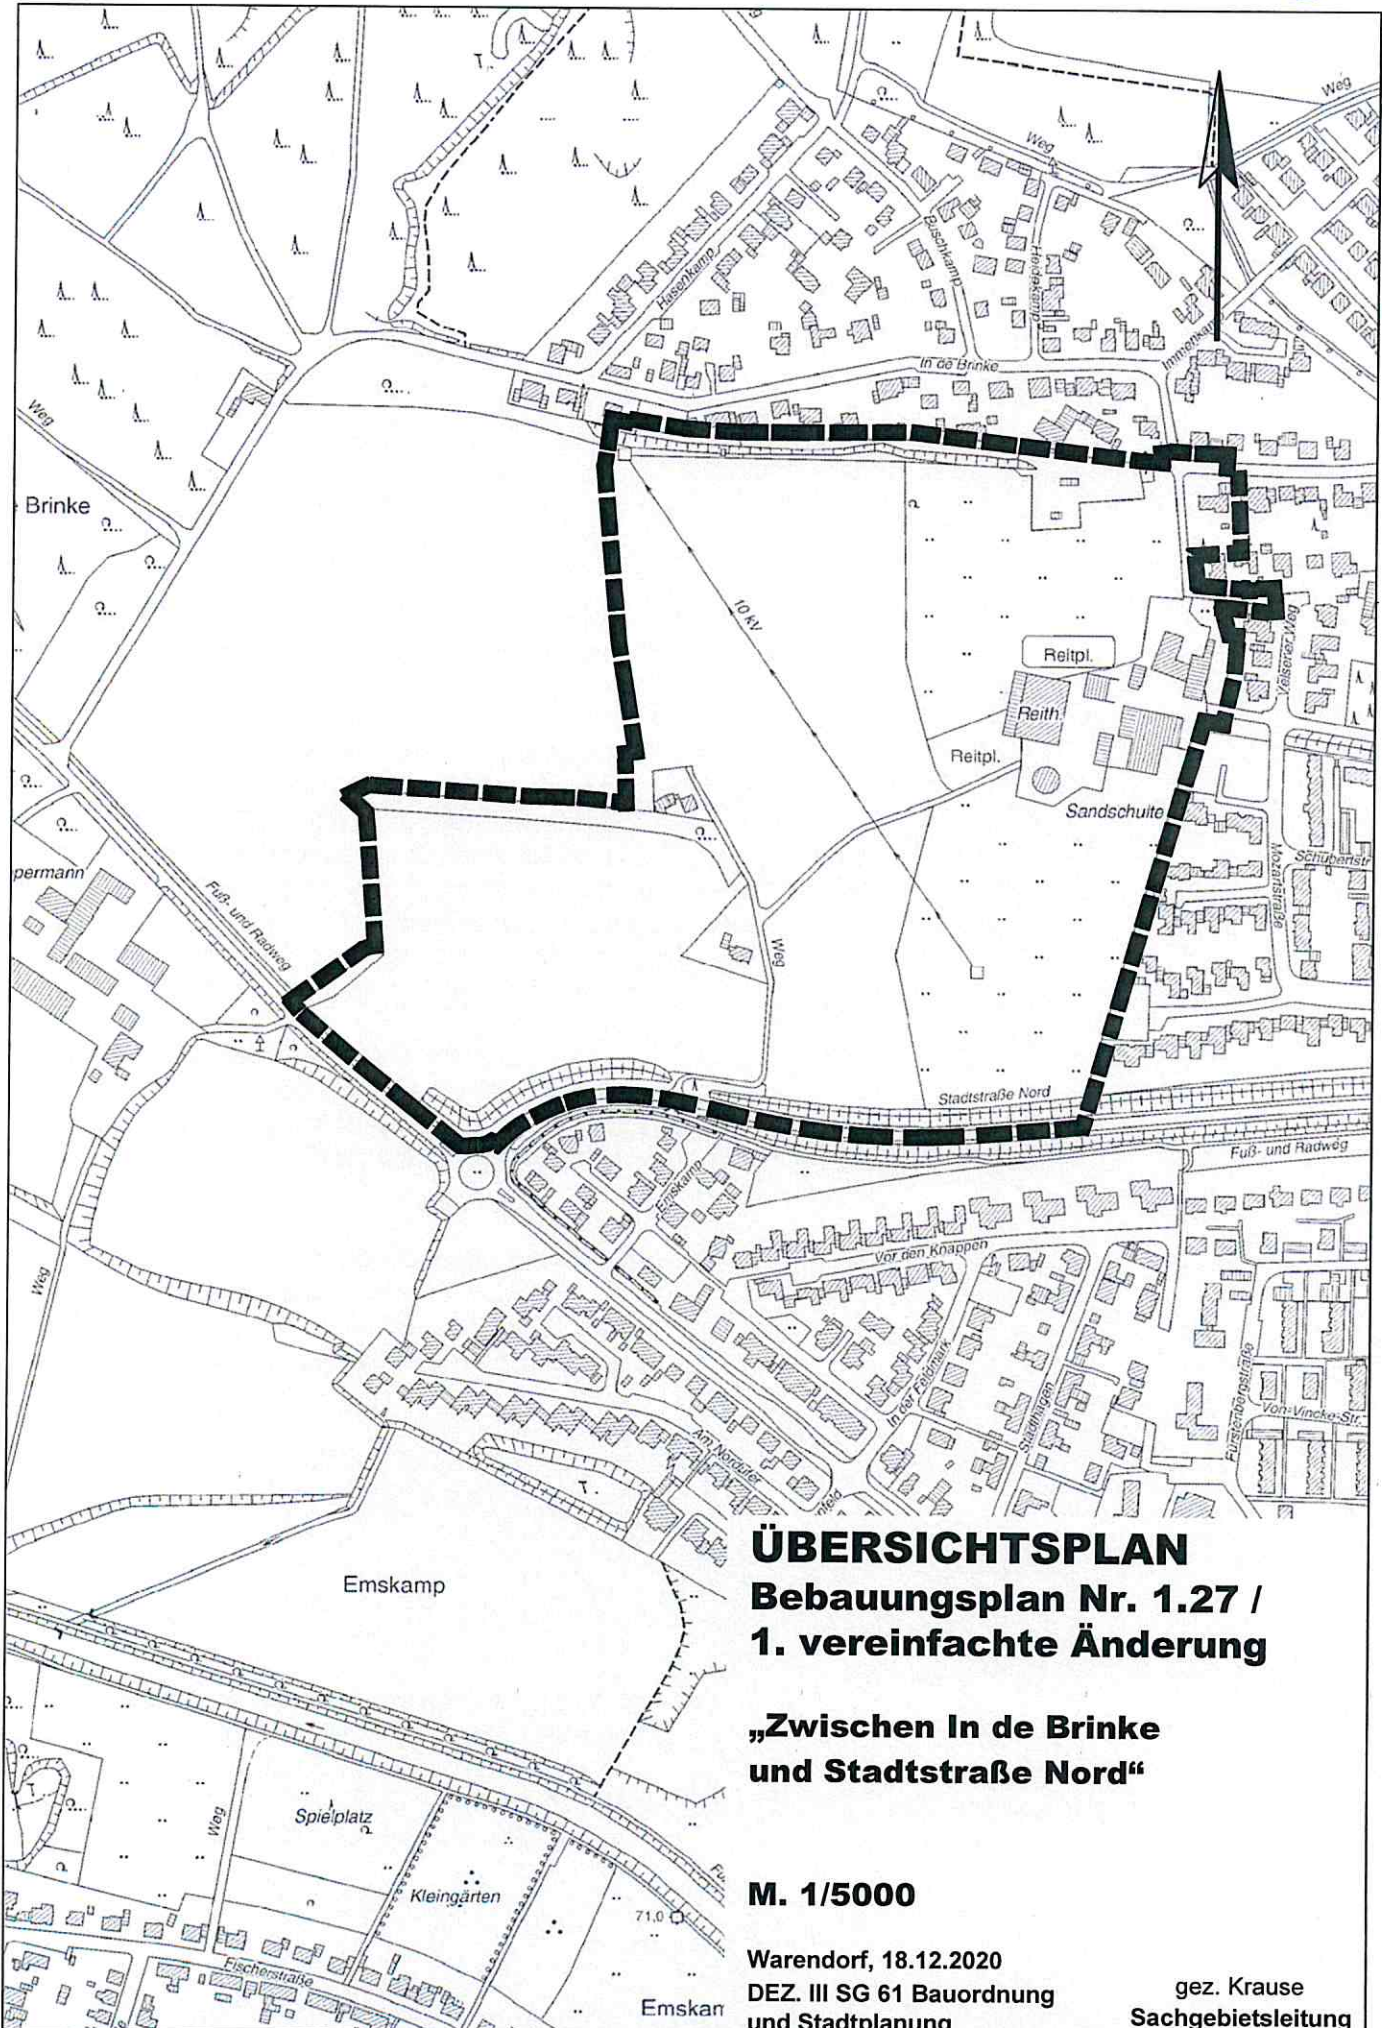 Weg
Weg
Hasenkamp
Buschkamp
Heidekamp
Immenkamp
In de Brinke
Weg
Brinke
10 kV
Reitpl.
Reith.
Reitpl.
Velsener Weg
Sandschulte
Schubertstr
Mozartstraße
permann
Fuß- und Radweg
Weg
Stadtstraße Nord
Fuß- und Radweg
Emskamp
Vor den Knappen
Weg
In der Feldmark
Stadthagen
Fürstenbergstraße
Von-Vincke-Str.
Am Nordufer
nfeld
ÜBERSICHTSPLAN
Bebauungsplan Nr. 1.27 /
1. vereinfachte Änderung
„Zwischen In de Brinke
und Stadtstraße Nord“
Emskamp
Weg
Spielplatz
Kleingärten
M. 1/5000
71,0
Fischerstraße
Emskan
Warendorf, 18.12.2020
DEZ. III SG 61 Bauordnung
und Stadtplanung
gez. Krause
Sachgebietsleitung